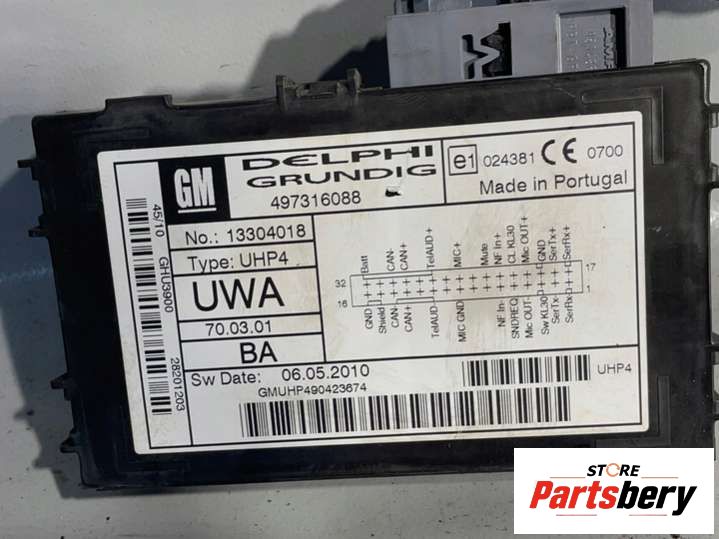 GM
DELPHI
GRUNDIG
497316088
e1 024381 CE 0700
Made in Portugal
No.: 13304018
Type: UHP4
UWA
70.03.01
BA
Sw Date: 06.05.2010
GMUHP490423674
UHP4
45/10 GHU3900 28201203
Batt CAN- CAN+ TelAUD+ MIC+ Mute NF In+ CL KL30 Mic OUT+ GND SerTx+ SerRx+
32 17
16 1
GND Shield CAN- CAN+ TelAUD- MIC GND NF In- SNDREQ Mic OUT- Sw KL30 SerTx- SerRx-
STORE
Partsbery